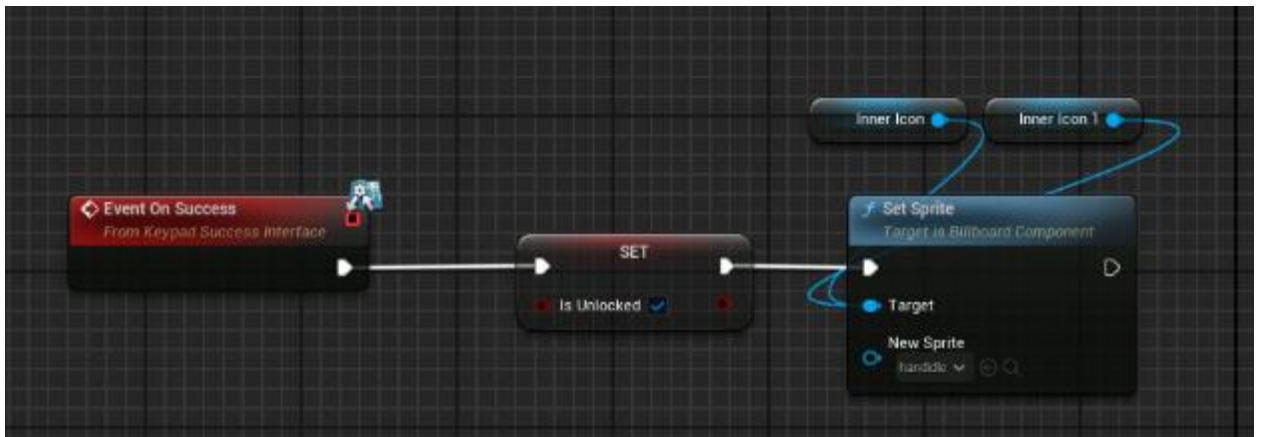 Inner Icon
Inner Icon 1
Event On Success
From Keypad Success Interface
SET
Is Unlocked
Set Sprite
Target is Billboard Component
Target
New Sprite
handidle